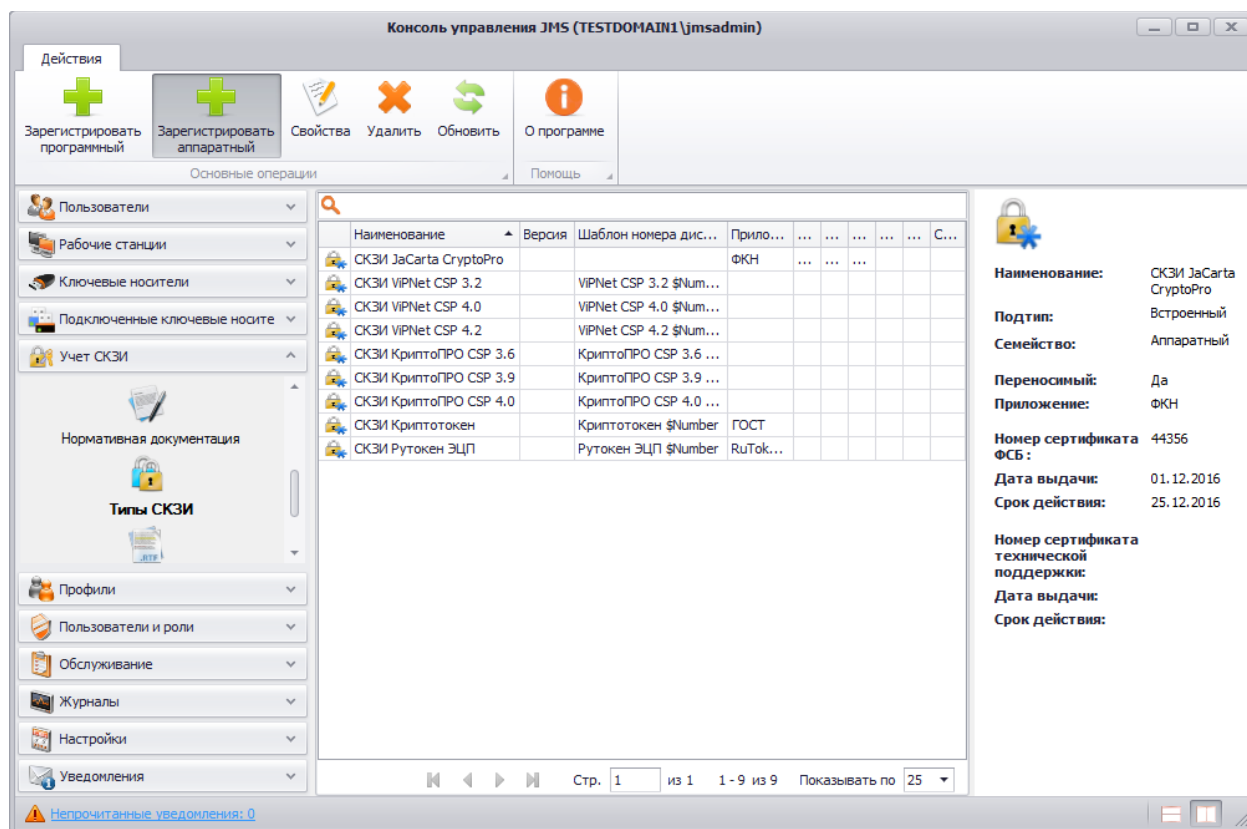 Консоль управления JMS (TESTDOMAIN1\jmsadmin)
Действия
Зарегистрировать программный
Зарегистрировать аппаратный
Свойства
Удалить
Обновить
О программе
Основные операции
Помощь
Пользователи
Рабочие станции
Ключевые носители
Подключенные ключевые носите
Учет СКЗИ
Нормативная документация
Типы СКЗИ
.RTF
Профили
Пользователи и роли
Обслуживание
Журналы
Настройки
Уведомления
Наименование Версия Шаблон номера дис... Прило... ... ... ... ... ... С...
СКЗИ JaCarta CryptoPro ФКН ... ... ...
СКЗИ ViPNet CSP 3.2 ViPNet CSP 3.2 $Num...
СКЗИ ViPNet CSP 4.0 ViPNet CSP 4.0 $Num...
СКЗИ ViPNet CSP 4.2 ViPNet CSP 4.2 $Num...
СКЗИ КриптоПРО CSP 3.6 КриптоПРО CSP 3.6 ...
СКЗИ КриптоПРО CSP 3.9 КриптоПРО CSP 3.9 ...
СКЗИ КриптоПРО CSP 4.0 КриптоПРО CSP 4.0 ...
СКЗИ Криптотокен Криптотокен $Number ГОСТ
СКЗИ Рутокен ЭЦП Рутокен ЭЦП $Number RuTok...
Стр. 1 из 1 1 - 9 из 9 Показывать по 25
Наименование: СКЗИ JaCarta
CryptoPro
Подтип: Встроенный
Семейство: Аппаратный
Переносимый: Да
Приложение: ФКН
Номер сертификата 44356
ФСБ :
Дата выдачи: 01.12.2016
Срок действия: 25.12.2016
Номер сертификата
технической
поддержки:
Дата выдачи:
Срок действия:
Непрочитанные уведомления: 0